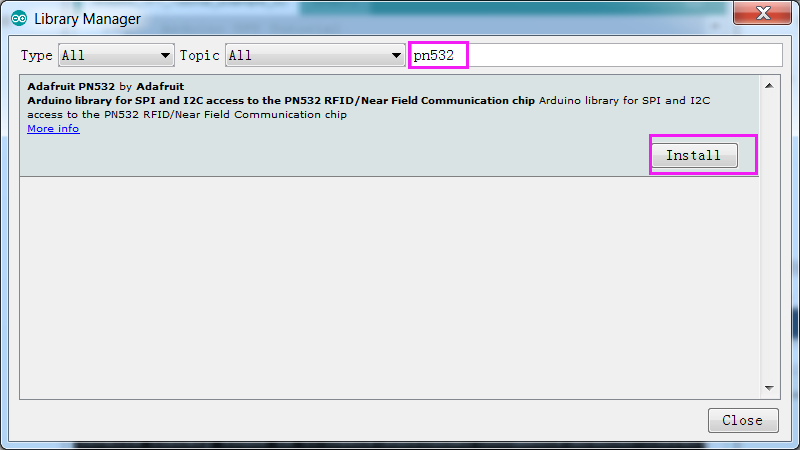 Library Manager
Type All Topic All pn532
Adafruit PN532 by Adafruit
Arduino library for SPI and I2C access to the PN532 RFID/Near Field Communication chip Arduino library for SPI and I2C
access to the PN532 RFID/Near Field Communication chip
More info
Install
Close